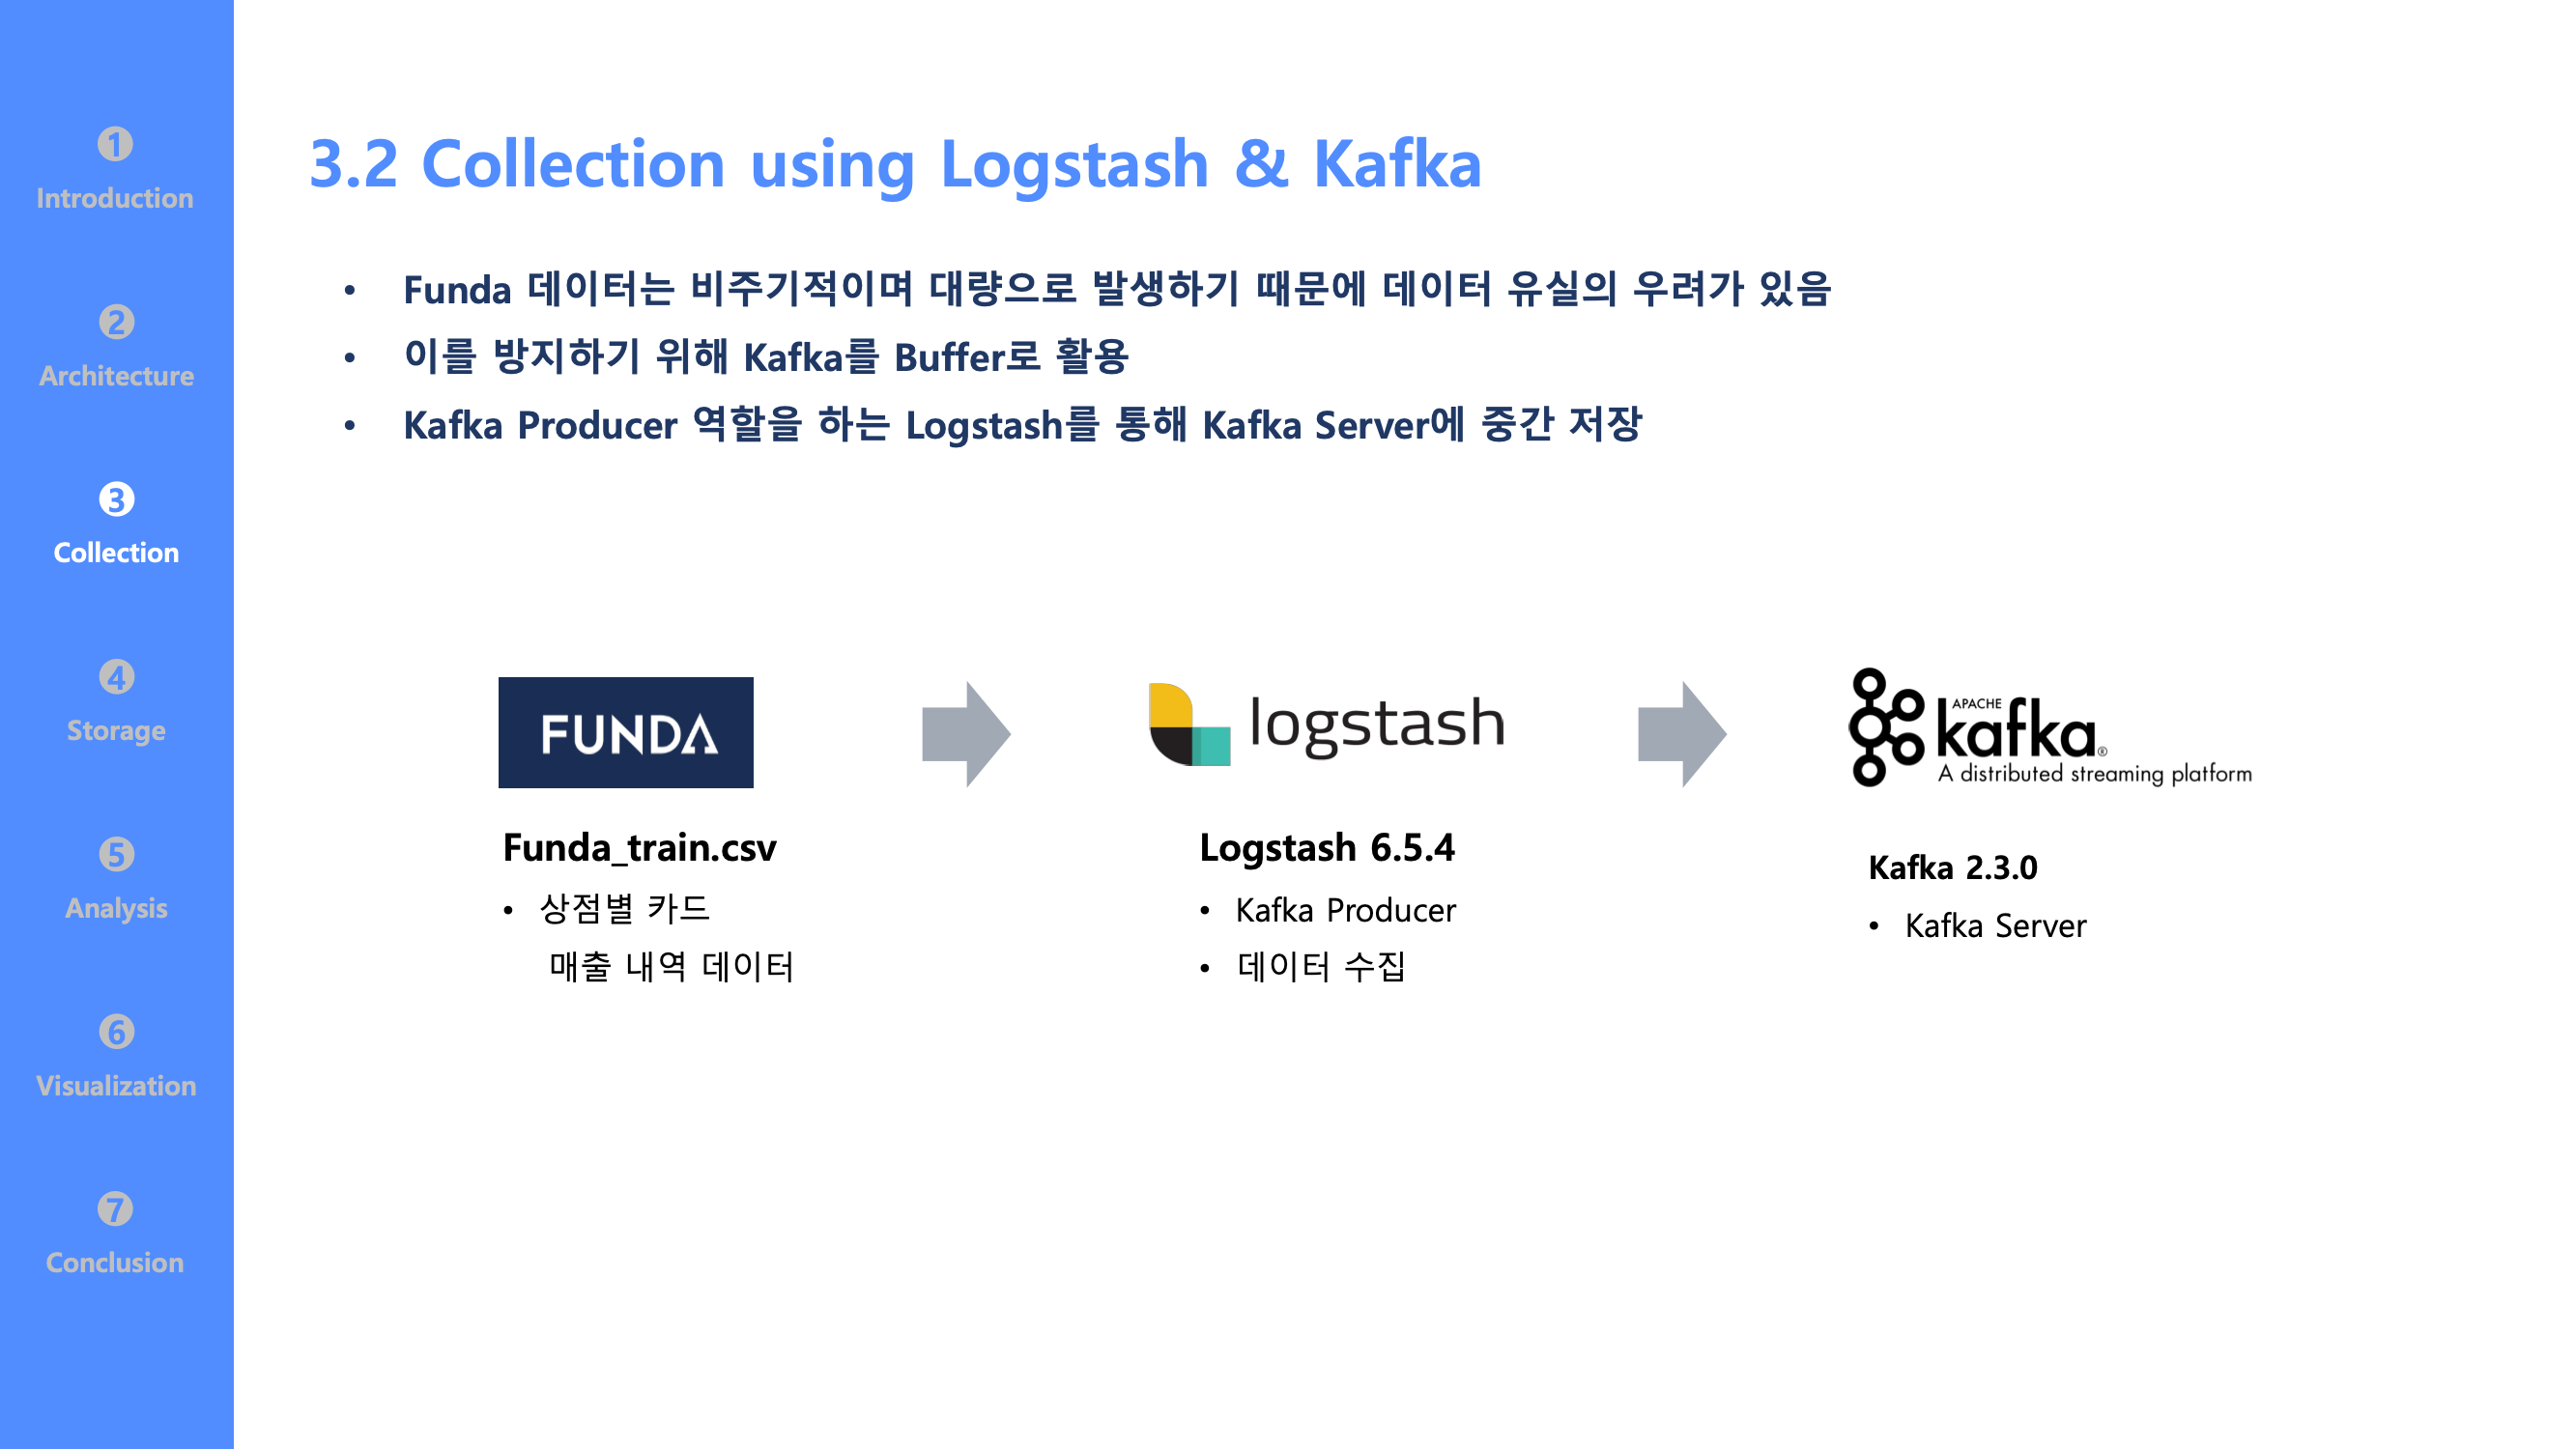 ❶
Introduction
❷
Architecture
❸
Collection
❹
Storage
❺
Analysis
❻
Visualization
❼
Conclusion
3.2 Collection using Logstash & Kafka
• Funda 데이터는 비주기적이며 대량으로 발생하기 때문에 데이터 유실의 우려가 있음
• 이를 방지하기 위해 Kafka를 Buffer로 활용
• Kafka Producer 역할을 하는 Logstash를 통해 Kafka Server에 중간 저장
FUNDA
logstash
APACHE
kafka®
A distributed streaming platform
Funda_train.csv
• 상점별 카드
매출 내역 데이터
Logstash 6.5.4
• Kafka Producer
• 데이터 수집
Kafka 2.3.0
• Kafka Server